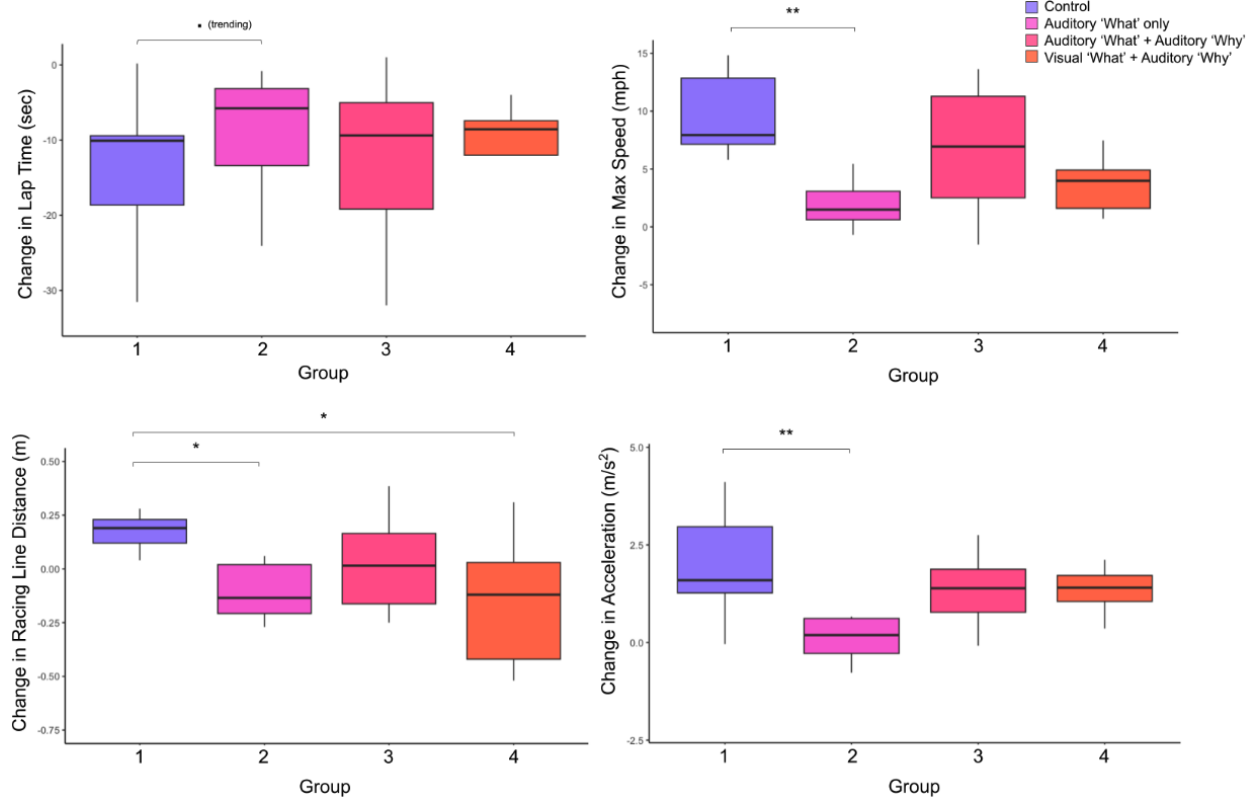 Control
Auditory ‘What’ only
Auditory ‘What’ + Auditory ‘Why’
Visual ‘What’ + Auditory ‘Why’
▪ (trending)
Change in Lap Time (sec)
0
-10
-20
-30
1 2 3 4
Group
**
Change in Max Speed (mph)
15
10
5
0
-5
1 2 3 4
Group
*
*
Change in Racing Line Distance (m)
0.50
0.25
0.00
-0.25
-0.50
-0.75
1 2 3 4
Group
**
Change in Acceleration (m/s²)
5.0
2.5
0.0
-2.5
1 2 3 4
Group